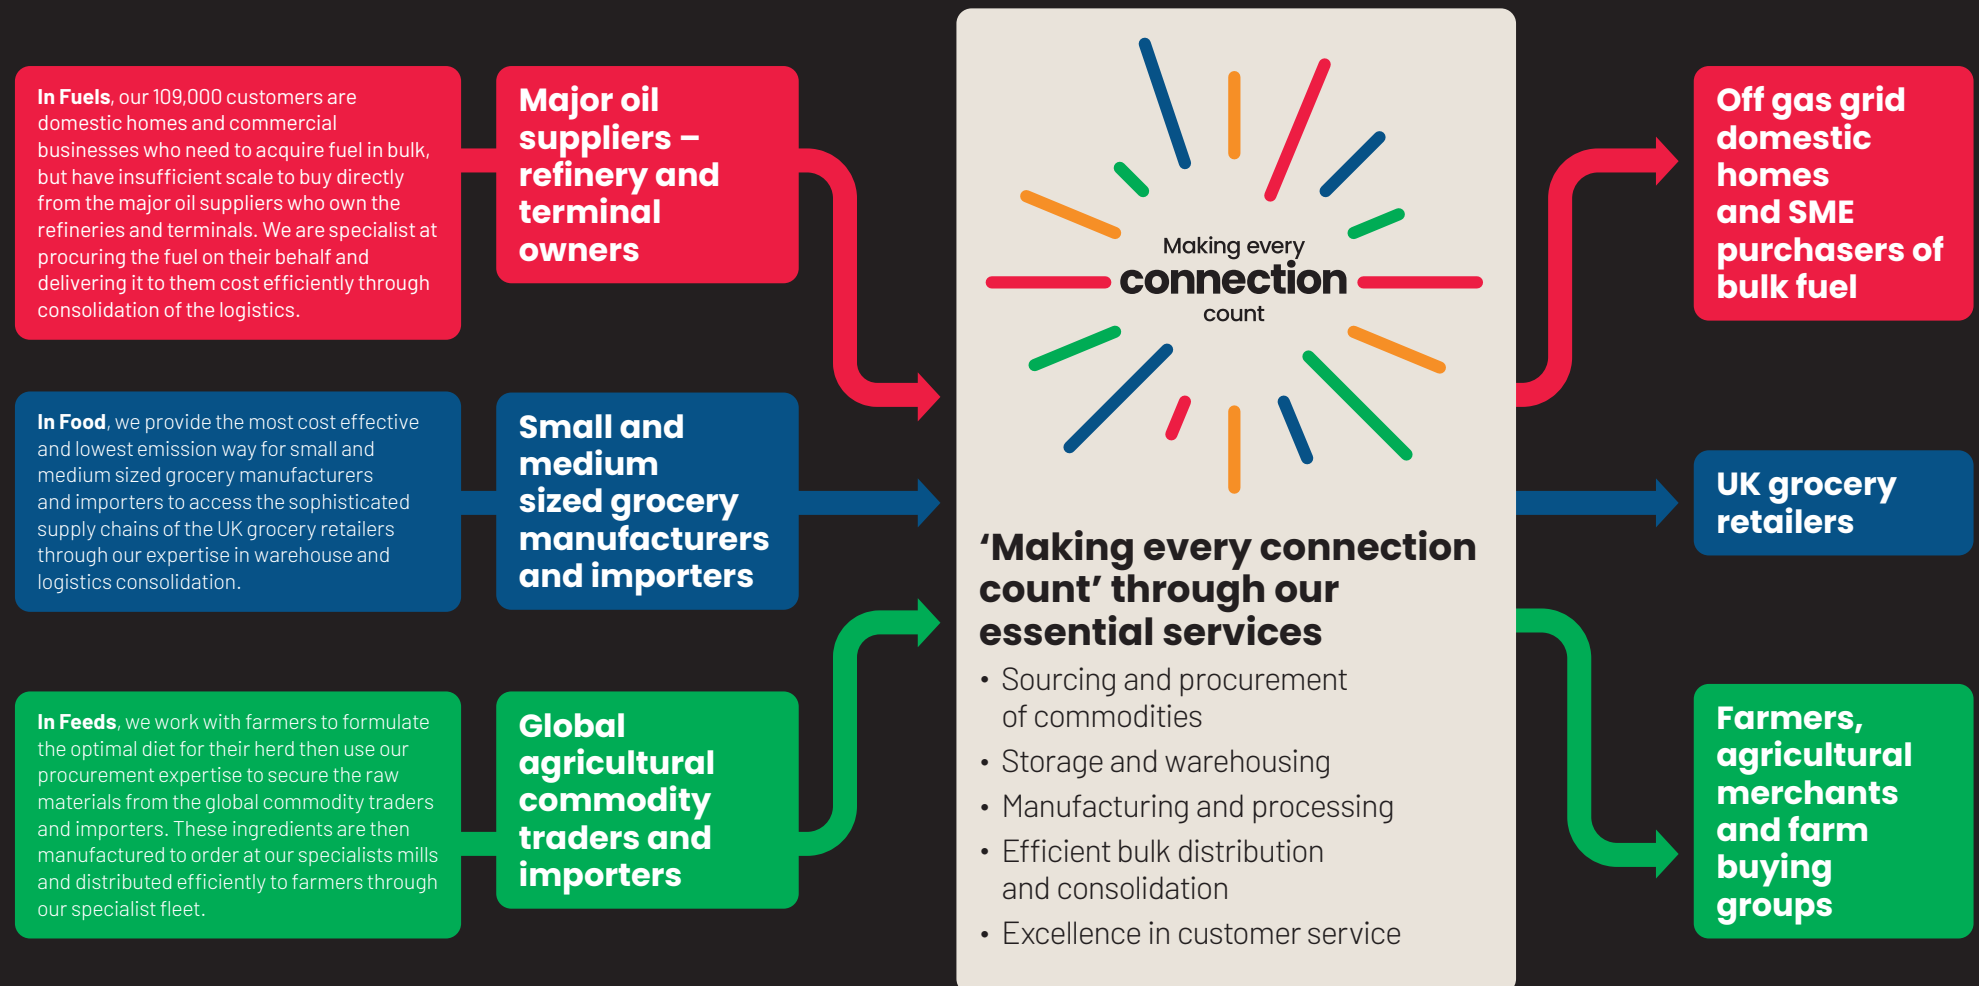 In Fuels, our 109,000 customers are
domestic homes and commercial
businesses who need to acquire fuel in bulk,
but have insufficient scale to buy directly
from the major oil suppliers who own the
refineries and terminals. We are specialist at
procuring the fuel on their behalf and
delivering it to them cost efficiently through
consolidation of the logistics.
Major oil
suppliers –
refinery and
terminal
owners
In Food, we provide the most cost effective
and lowest emission way for small and
medium sized grocery manufacturers
and importers to access the sophisticated
supply chains of the UK grocery retailers
through our expertise in warehouse and
logistics consolidation.
Small and
medium
sized grocery
manufacturers
and importers
In Feeds, we work with farmers to formulate
the optimal diet for their herd then use our
procurement expertise to secure the raw
materials from the global commodity traders
and importers. These ingredients are then
manufactured to order at our specialists mills
and distributed efficiently to farmers through
our specialist fleet.
Global
agricultural
commodity
traders and
importers
Making every
connection
count
‘Making every connection
count’ through our
essential services
• Sourcing and procurement
of commodities
• Storage and warehousing
• Manufacturing and processing
• Efficient bulk distribution
and consolidation
• Excellence in customer service
Off gas grid
domestic
homes
and SME
purchasers of
bulk fuel
UK grocery
retailers
Farmers,
agricultural
merchants
and farm
buying
groups